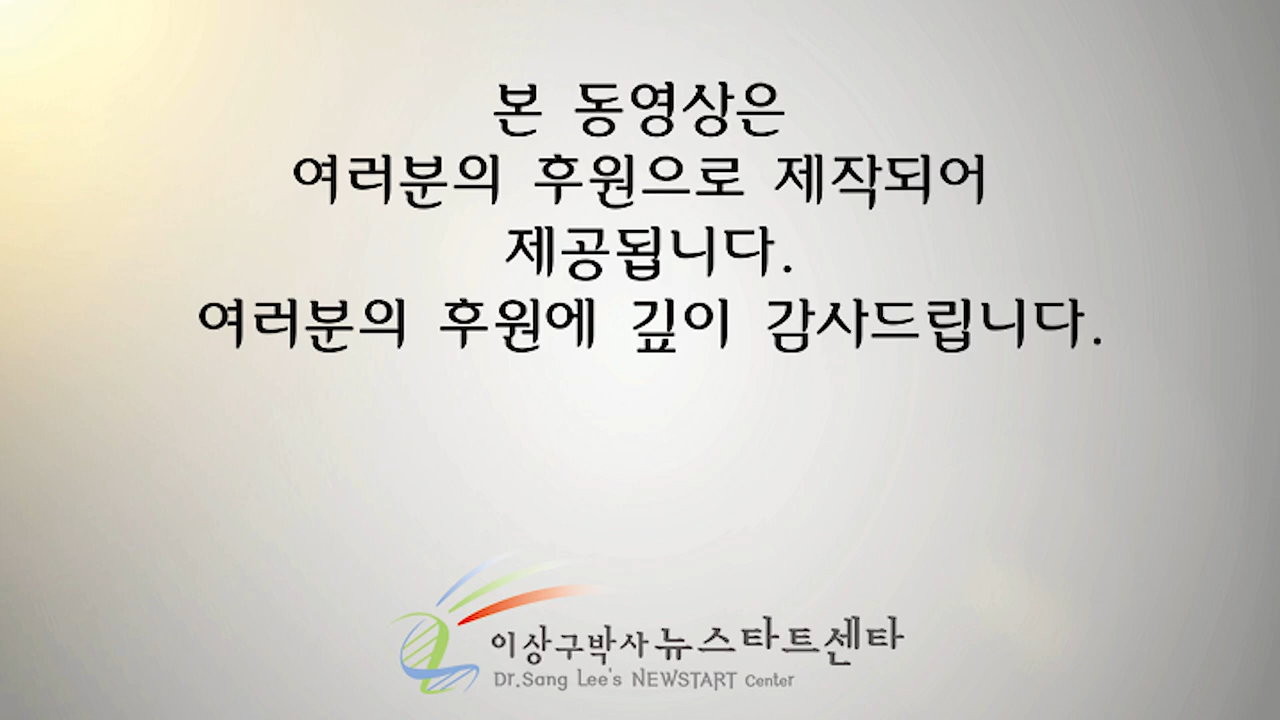 본 동영상은
여러분의 후원으로 제작되어
제공됩니다.
여러분의 후원에 깊이 감사드립니다.
이상구박사 뉴스타트센타
Dr.Sang Lee's NEWSTART Center